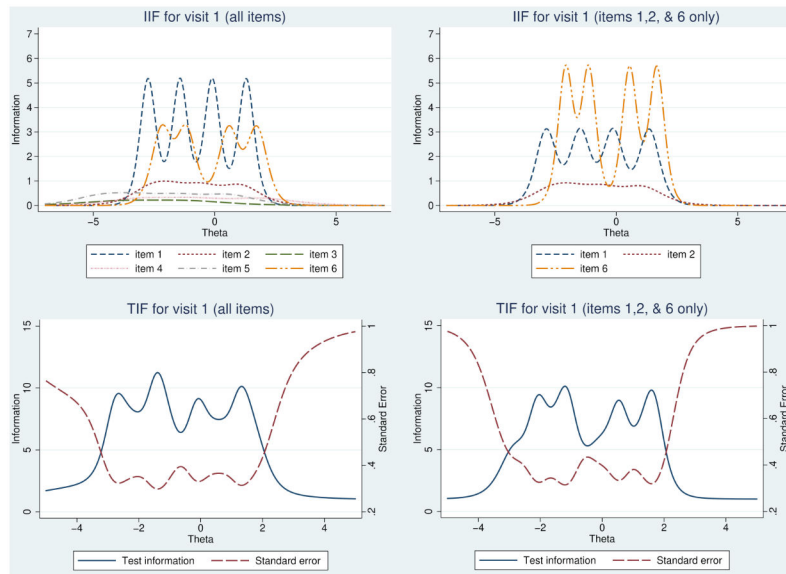 IIF for visit 1 (all items)
7
6
5
4
3
2
1
0
Information
−5
0
5
Theta
item 1
item 2
item 3
item 4
item 5
item 6
IIF for visit 1 (items 1,2, & 6 only)
7
6
5
4
3
2
1
0
Information
−5
0
5
Theta
item 1
item 2
item 6
TIF for visit 1 (all items)
15
10
5
0
Information
1
.8
.6
.4
.2
Standard Error
−4
−2
0
2
4
Theta
Test information
Standard error
TIF for visit 1 (items 1,2, & 6 only)
15
10
5
0
Information
1
.8
.6
.4
.2
Standard Error
−4
−2
0
2
4
Theta
Test information
Standard error